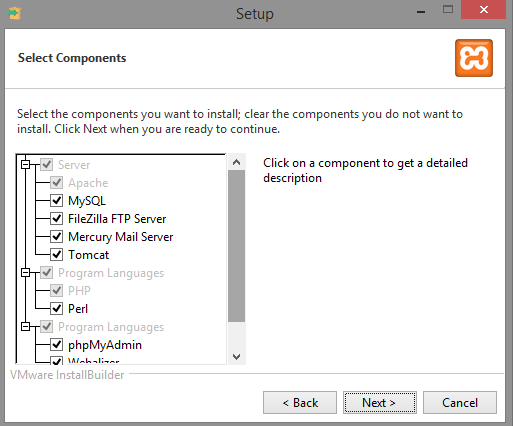 Setup
Select Components
Select the components you want to install; clear the components you do not want to
install. Click Next when you are ready to continue.
Server
Apache
MySQL
FileZilla FTP Server
Mercury Mail Server
Tomcat
Program Languages
PHP
Perl
Program Languages
phpMyAdmin
Webalizer
Click on a component to get a detailed
description
VMware InstallBuilder
< Back
Next >
Cancel